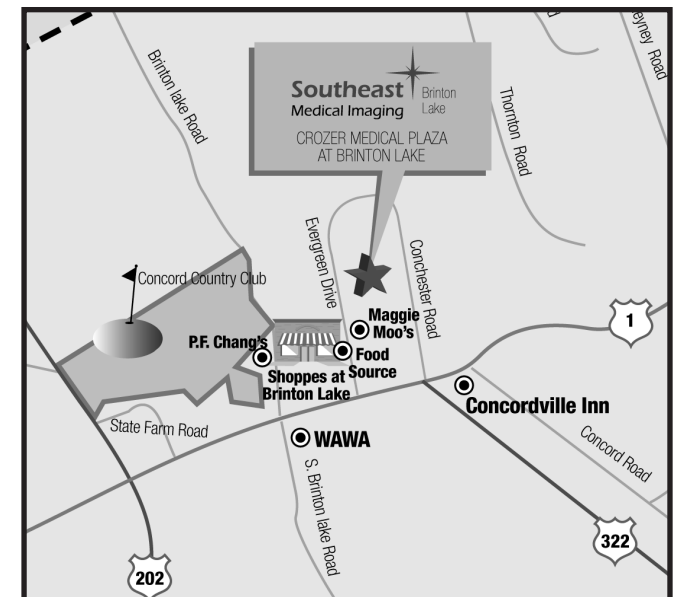 Brinton lake Road
Southeast
Medical Imaging
Brinton
Lake
CROZER MEDICAL PLAZA
AT BRINTON LAKE
Thornton Road
eyney Road
Evergreen Drive
Conchester Road
Concord Country Club
Maggie
Moo's
P.F. Chang's
Food
Source
Shoppes at
Brinton Lake
1
Concordville Inn
State Farm Road
WAWA
S. Brinton lake Road
Concord Road
322
202